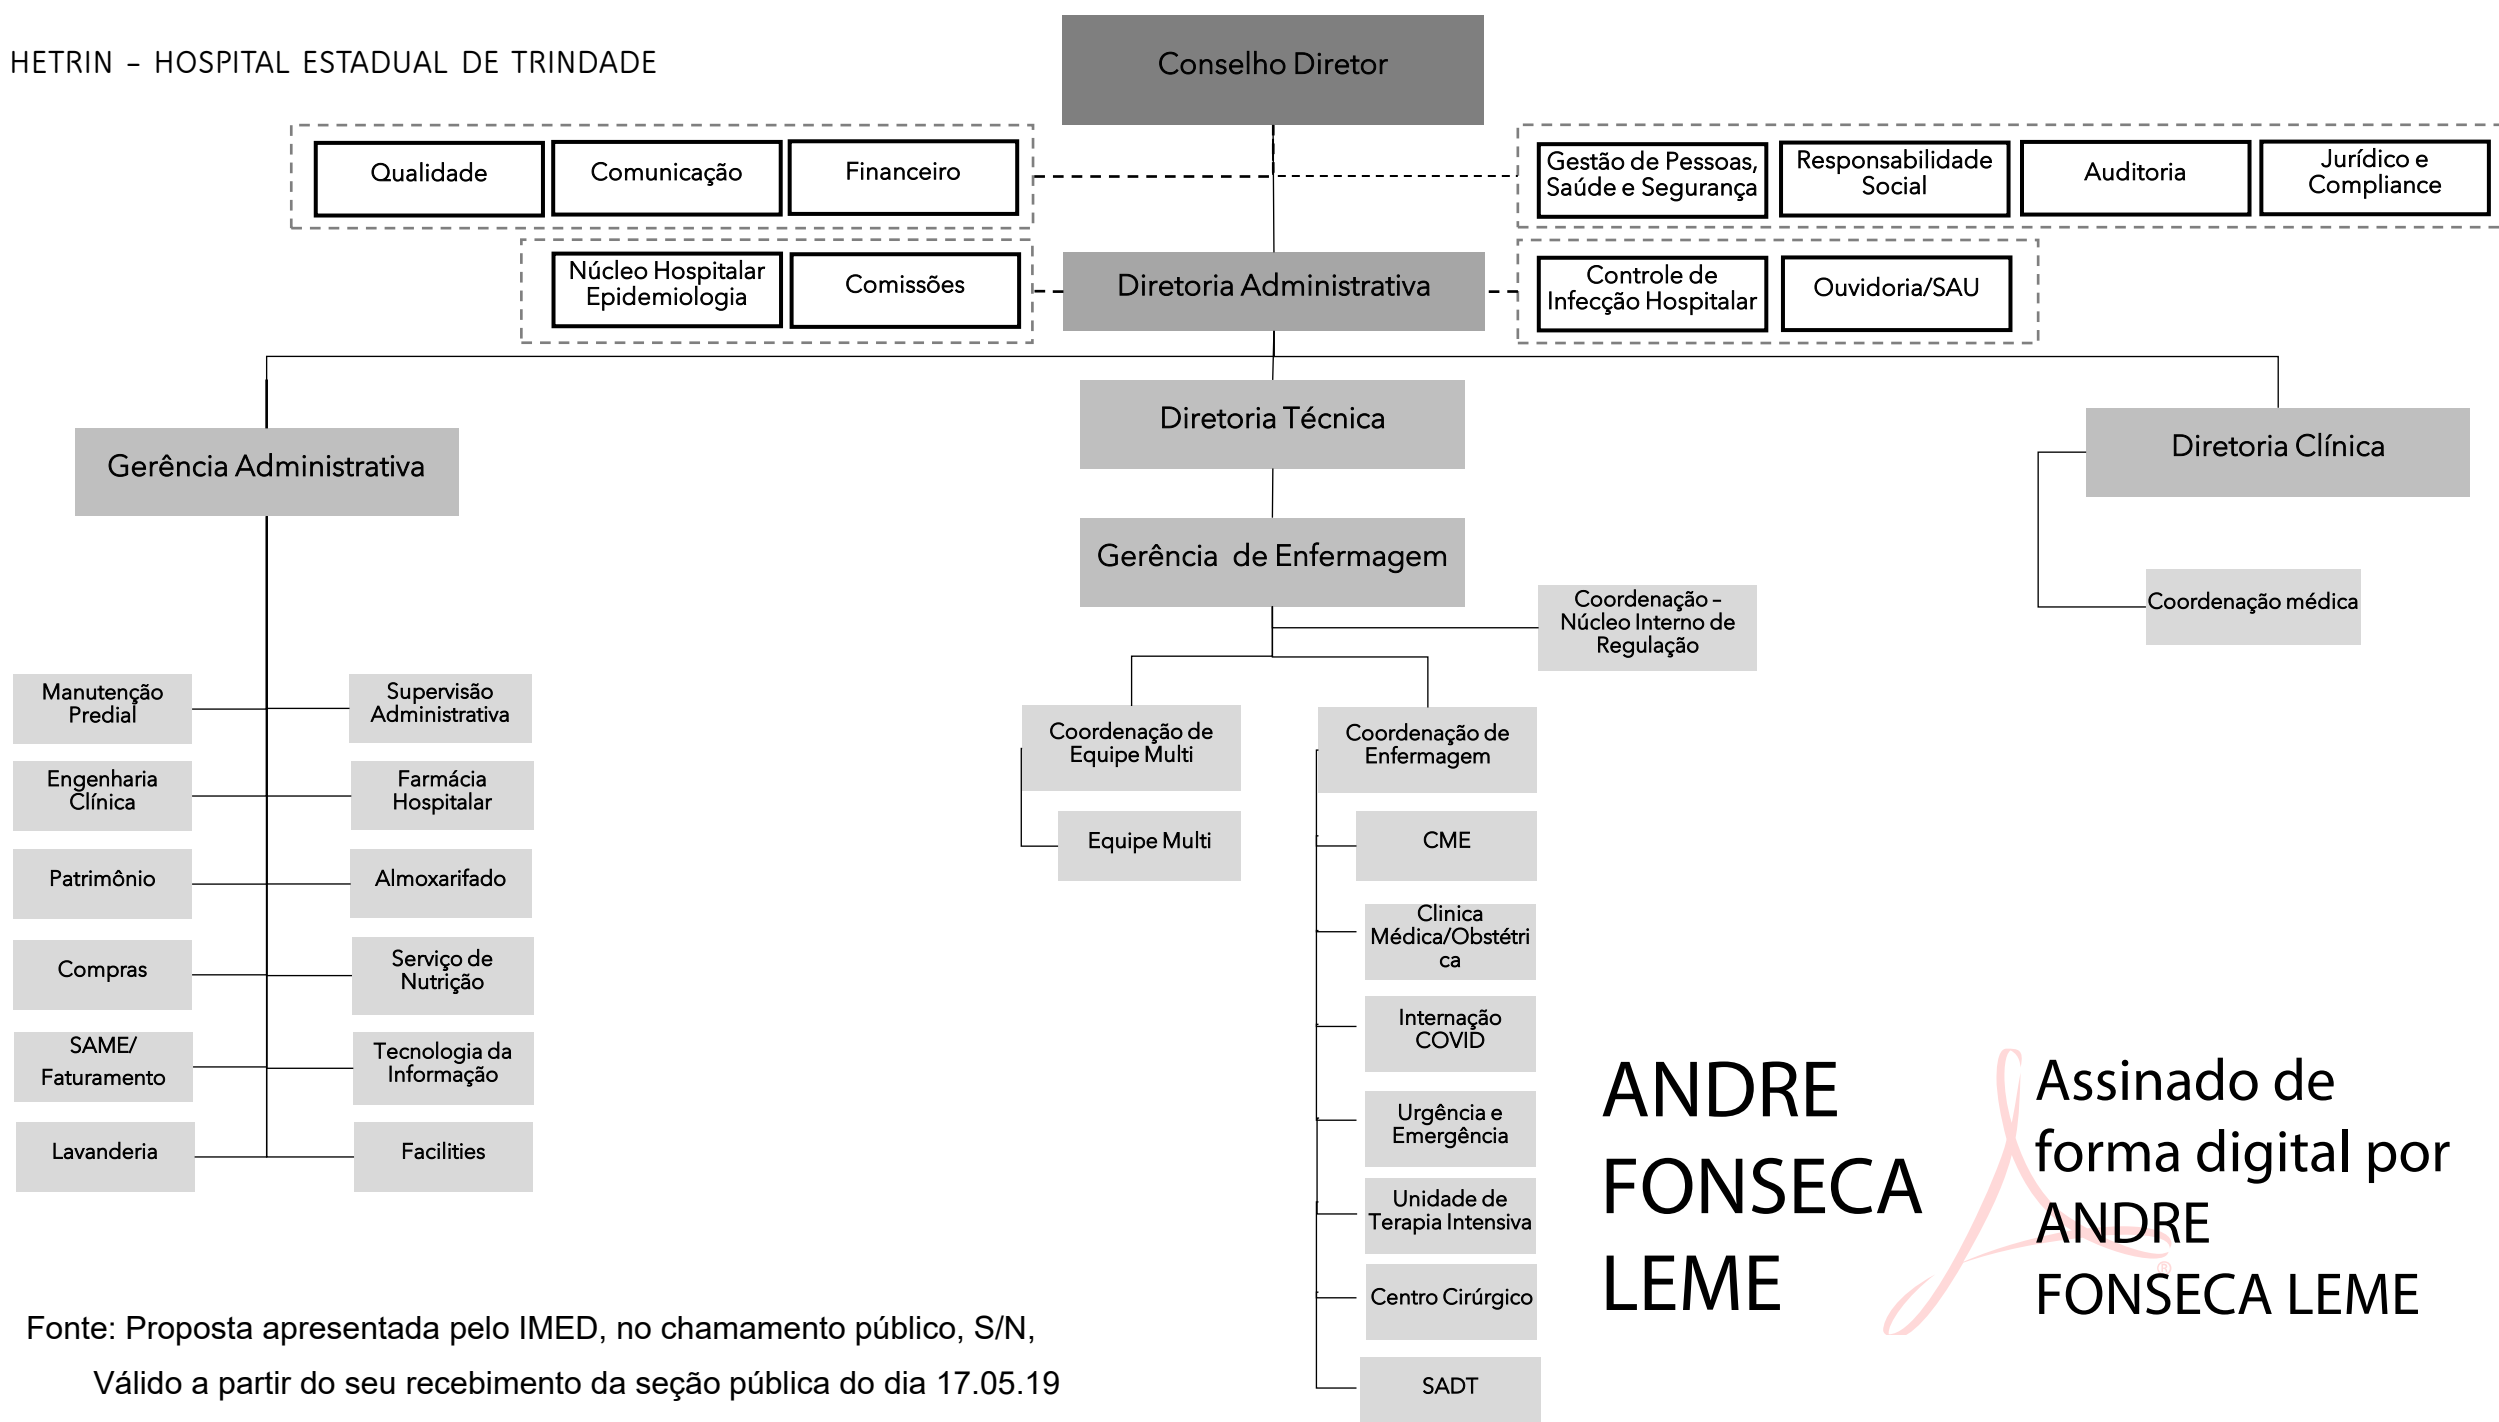 HETRIN – HOSPITAL ESTADUAL DE TRINDADE
Conselho Diretor
Qualidade
Comunicação
Financeiro
Gestão de Pessoas,
Saúde e Segurança
Responsabilidade
Social
Auditoria
Jurídico e
Compliance
Núcleo Hospitalar
Epidemiologia
Comissões
Diretoria Administrativa
Controle de
Infecção Hospitalar
Ouvidoria/SAU
Gerência Administrativa
Diretoria Técnica
Diretoria Clínica
Gerência de Enfermagem
Coordenação –
Núcleo Interno de
Regulação
Coordenação médica
Manutenção
Predial
Supervisão
Administrativa
Engenharia
Clínica
Farmácia
Hospitalar
Patrimônio
Almoxarifado
Compras
Serviço de
Nutrição
SAME/
Faturamento
Tecnologia da
Informação
Lavanderia
Facilities
Coordenação de
Equipe Multi
Equipe Multi
Coordenação de
Enfermagem
CME
Clinica
Médica/Obstétri
ca
Internação
COVID
Urgência e
Emergência
Unidade de
Terapia Intensiva
Centro Cirúrgico
SADT
ANDRE
FONSECA
LEME
Assinado de
forma digital por
ANDRE
FONSECA LEME
®
Fonte: Proposta apresentada pelo IMED, no chamamento público, S/N,
Válido a partir do seu recebimento da seção pública do dia 17.05.19